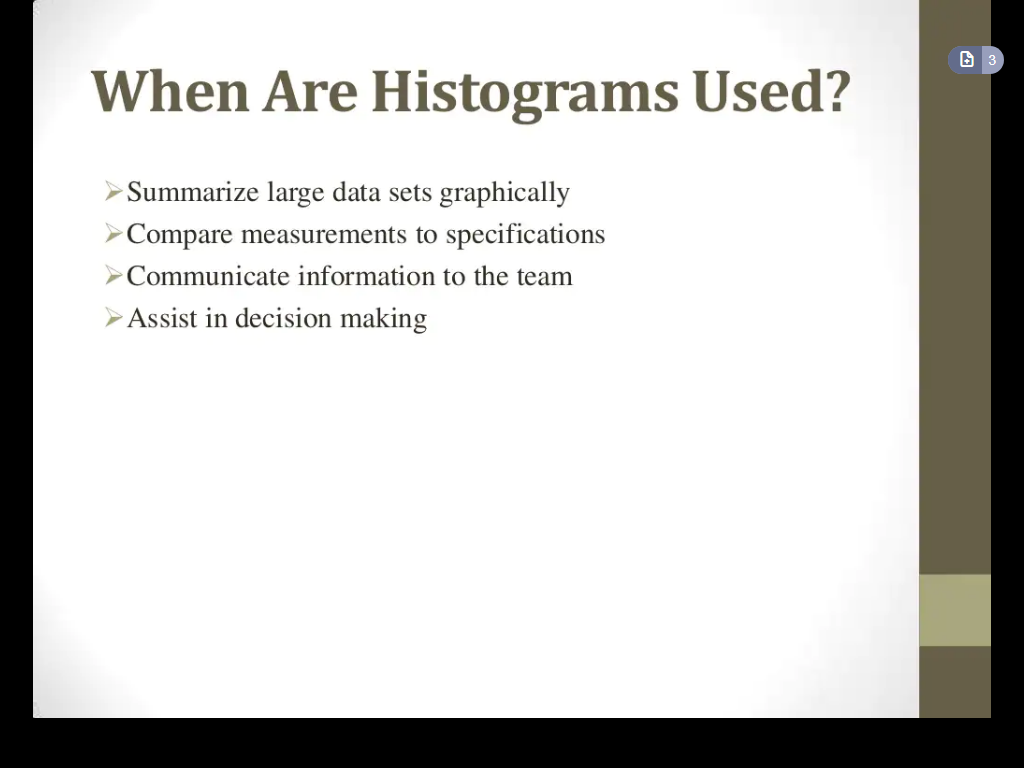 When Are Histograms Used?
Summarize large data sets graphically
Compare measurements to specifications
Communicate information to the team
Assist in decision making
3